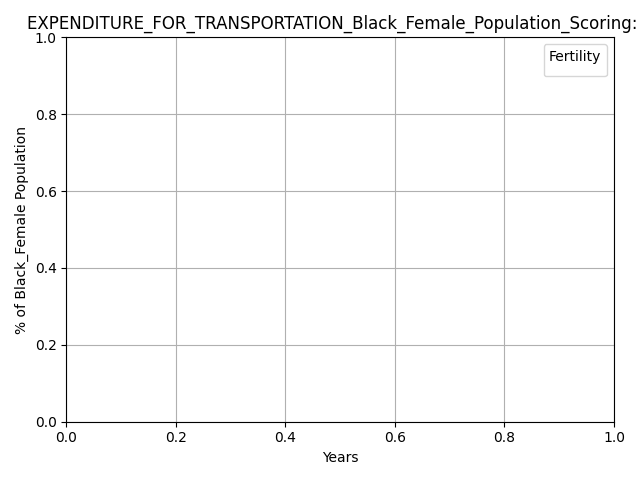 EXPENDITURE_FOR_TRANSPORTATION_Black_Female_Population_Scoring:
Fertility
% of Black_Female Population
1.0
0.8
0.6
0.4
0.2
0.0
0.0 0.2 0.4 0.6 0.8 1.0
Years